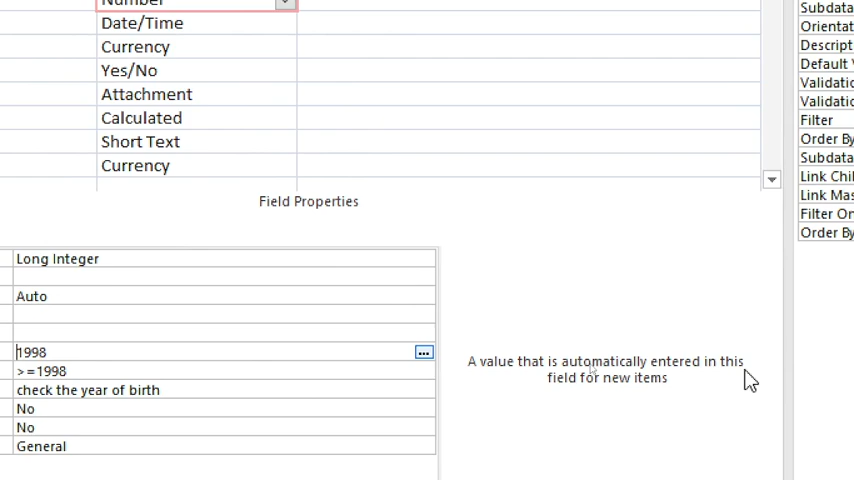 Number
Date/Time
Currency
Yes/No
Attachment
Calculated
Short Text
Currency
Field Properties
Long Integer
Auto
1998
>=1998
check the year of birth
No
No
General
A value that is automatically entered in this
field for new items
Subdata
Orientat
Descript
Default V
Validatio
Validatio
Filter
Order By
Subdata
Link Chil
Link Mas
Filter On
Order By